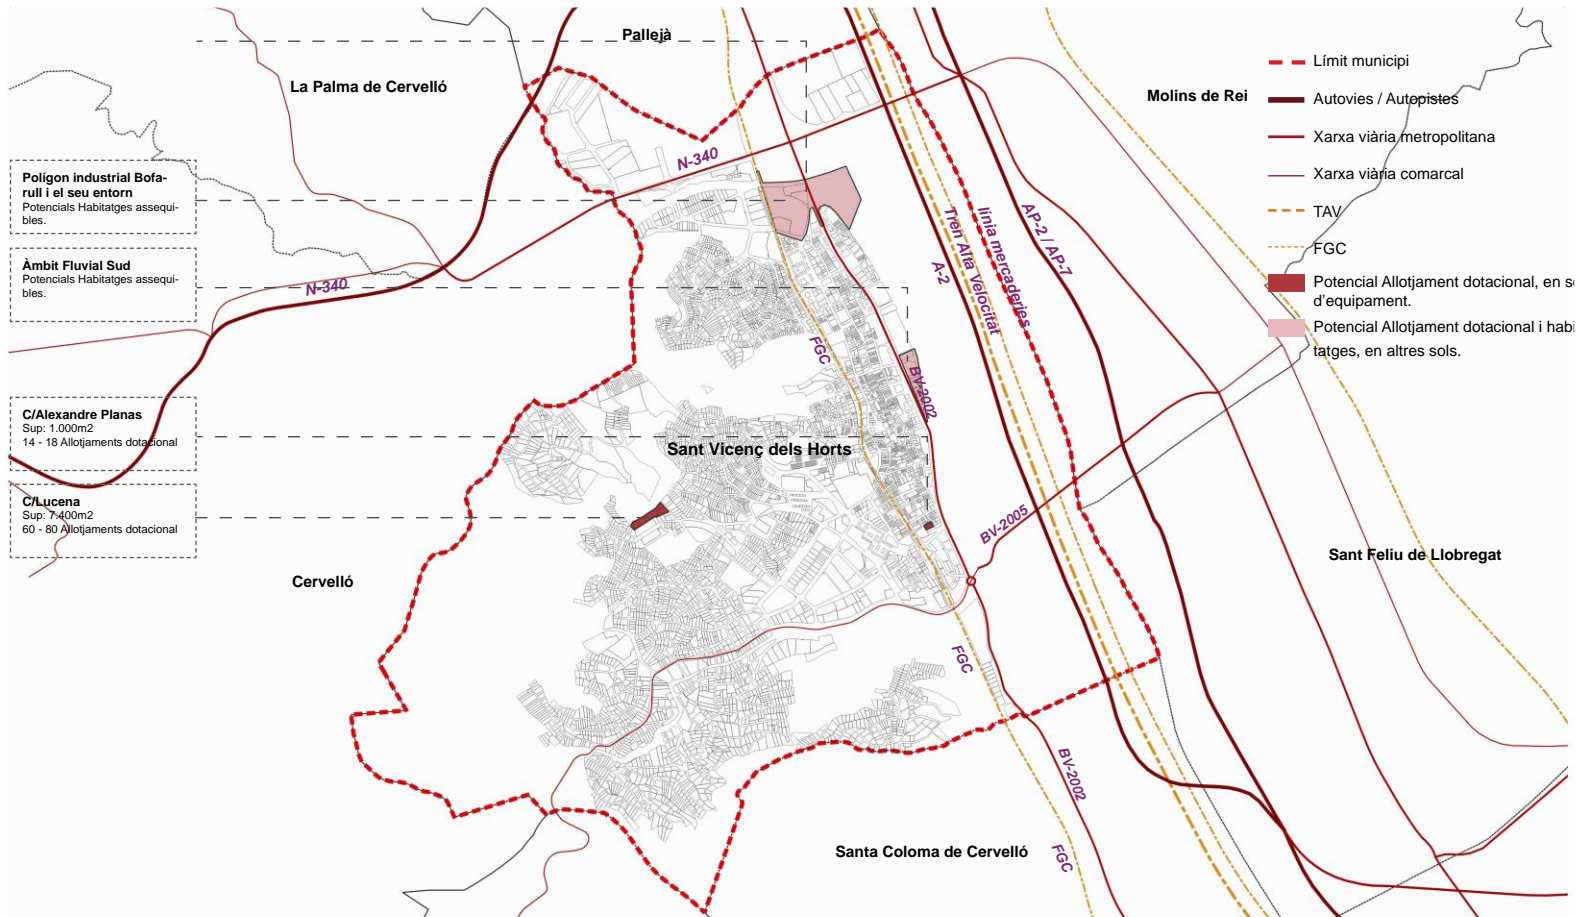 Pallejà
La Palma de Cervelló
Molins de Rei
Límit municipi
Autovies / Autopistes
Xarxa viària metropolitana
Xarxa viària comarcal
TAV
FGC
Potencial Allotjament dotacional, en
d’equipament.
Potencial Allotjament dotacional i habi
tatges, en altres sols.
Polígon industrial Bofa-
rull i el seu entorn
Potencials Habitatges assequi-
bles.
Àmbit Fluvial Sud
Potencials Habitatges assequi-
bles.
C/Alexandre Planas
Sup: 1.000m2
14 - 18 Allotjaments dotacional
C/Lucena
Sup: 7.400m2
60 - 80 Allotjaments dotacional
N-340
N-340
FGC
BV-2002
A-2
Tren Alta Velocitat
línia mercaderies
AP-2 / AP-7
Sant Vicenç dels Horts
BV-2005
Sant Feliu de Llobregat
Cervelló
FGC
BV-2002
Santa Coloma de Cervelló
FGC